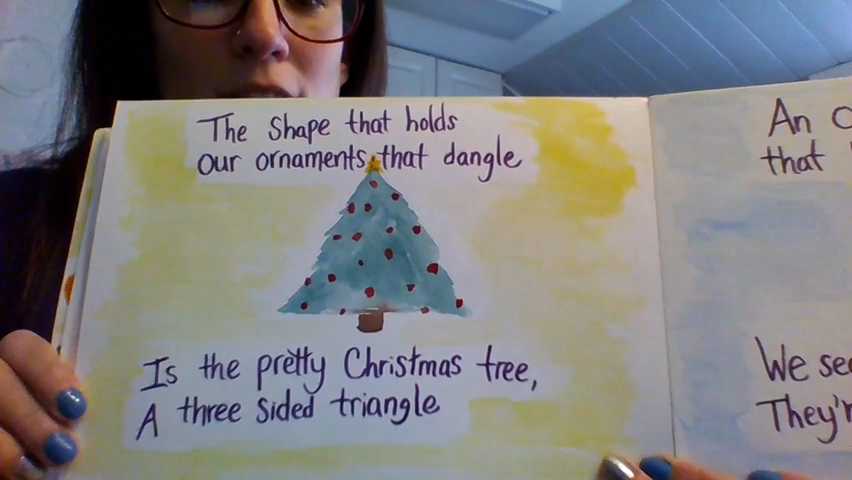 The Shape that holds
our ornaments that dangle
Is the pretty Christmas tree,
A three sided triangle
An
that
We